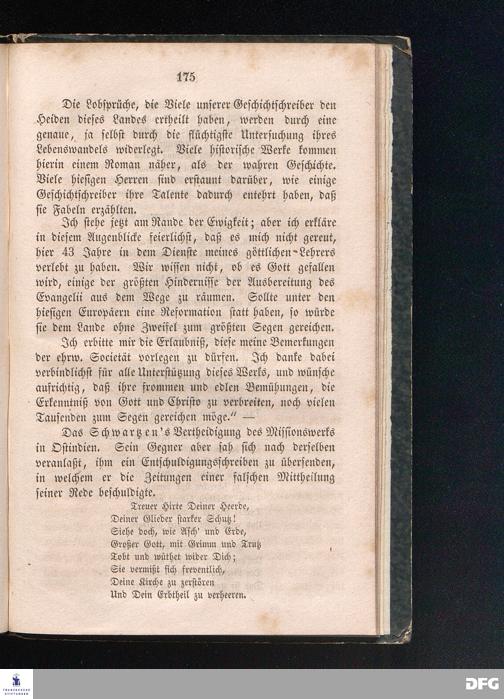 175
Die Lobsprüche, die Viele unserer Geschichtschreiber den
Heiden dieses Landes ertheilt haben, werden durch eine
genaue, ja selbst durch die flüchtigste Untersuchung ihres
Lebenswandels widerlegt. Viele historische Werke kommen
hierin einem Roman näher, als der wahren Geschichte.
Viele hiesigen Herren sind erstaunt darüber, wie einige
Geschichtschreiber ihre Talente dadurch entehrt haben, daß
sie Fabeln erzählten.
Ich stehe jetzt am Rande der Ewigkeit; aber ich erkläre
in diesem Augenblicke feierlichst, daß es mich nicht gereut,
hier 43 Jahre in dem Dienste meines göttlichen Lehrers
verlebt zu haben. Wir wissen nicht, ob es Gott gefallen
wird, einige der größten Hindernisse der Ausbereitung des
Evangelii aus dem Wege zu räumen. Sollte unter den
hiesigen Europäern eine Reformation statt haben, so würde
sie dem Lande ohne Zweifel zum größten Segen gereichen.
Ich erbitte mir die Erlaubniß, diese meine Bemerkungen
der ehrw. Societät vorlegen zu dürfen. Ich danke dabei
verbindlichst für alle Unterstützung dieses Werks, und wünsche
aufrichtig, daß ihre frommen und edlen Bemühungen, die
Erkenntniß von Gott und Christo zu verbreiten, noch vielen
Tausenden zum Segen gereichen möge.“ —
Das Schwartzen's Vertheidigung des Missionswerks
in Ostindien. Sein Gegner aber sah sich nach derselben
veranlaßt, ihm ein Entschuldigungsschreiben zu übersenden,
in welchem er die Zeitungen einer falschen Mittheilung
seiner Rede beschuldigte.
Treuer Hirte Deiner Heerde,
Deiner Glieder starker Schutz!
Siehe doch, wie Asch' und Erde,
Großer Gott, mit Grimm und Trutz
Tobt und wüthet wider Dich;
Sie vermißt sich freventlich,
Deine Kirche zu zerstören
Und Dein Erbtheil zu verheeren.
FRANCKESCHE
STIFTUNGEN
DFG